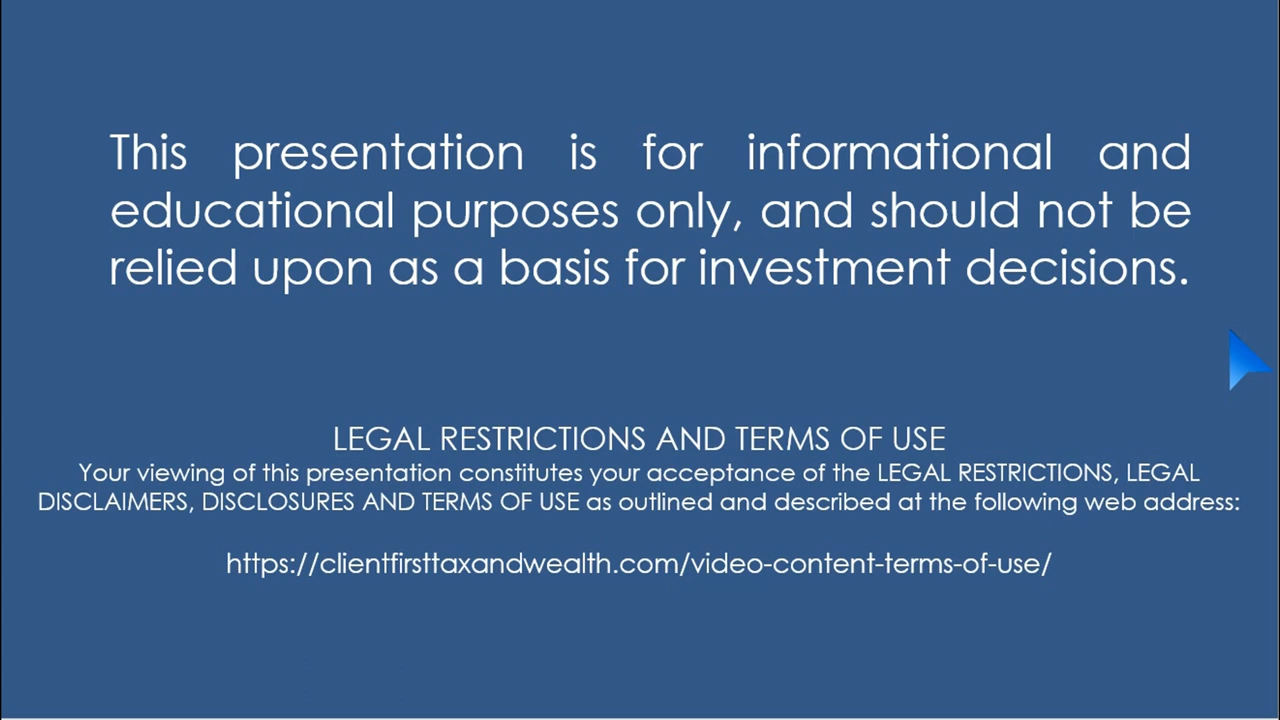 This presentation is for informational and
educational purposes only, and should not be
relied upon as a basis for investment decisions.
LEGAL RESTRICTIONS AND TERMS OF USE
Your viewing of this presentation constitutes your acceptance of the LEGAL RESTRICTIONS, LEGAL
DISCLAIMERS, DISCLOSURES AND TERMS OF USE as outlined and described at the following web address:
https://clientfirsttaxandwealth.com/video-content-terms-of-use/